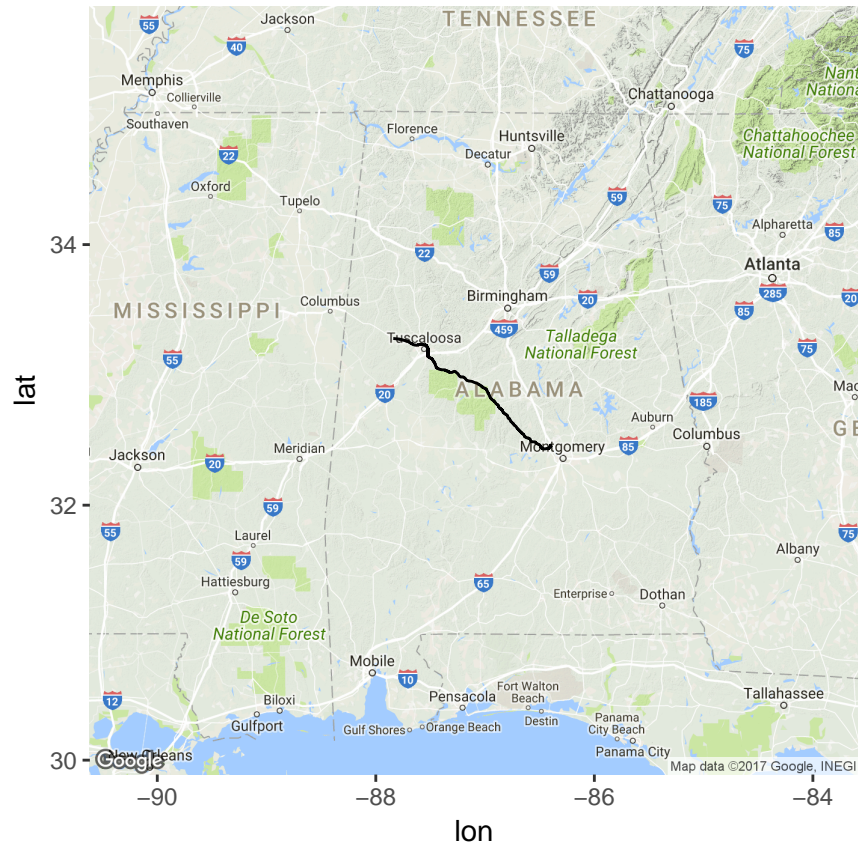 TENNESSEE
Jackson
55
40
75
Memphis
Collierville
Southaven
Chattanooga
Florence
Huntsville
Decatur
Chattahoochee
National Forest
22
Oxford
Tupelo
59
75
Alpharetta
85
34
22
59
Atlanta
285
20
Birmingham
20
459
85
MISSISSIPPI
Columbus
Tuscaloosa
Talladega
National Forest
75
55
lat
20
ALABAMA
185
Auburn
Columbus
Montgomery
85
Jackson
20
Meridian
32
59
55
75
Laurel
59
Albany
Hattiesburg
65
Enterprise
Dothan
De Soto
National Forest
Mobile
10
12
Biloxi
Gulfport
Pensacola
Fort Walton
Beach
Destin
Tallahassee
Gulf Shores
Orange Beach
Panama
City Beach
Panama City
30
Google
Map data ©2017 Google, INEGI
−90
−88
−86
−84
lon